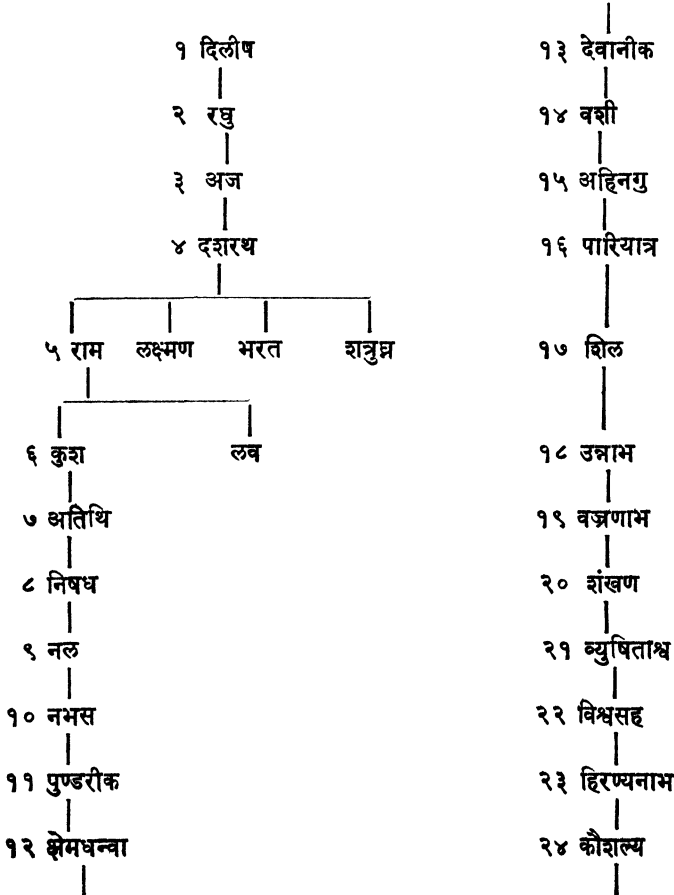 १ दिलीष
२ रघु
३ अज
४ दशरथ
५ राम लक्ष्मण भरत शत्रुघ्न
६ कुश लव
७ अतिथि
८ निषध
९ नल
१० नभस
११ पुण्डरीक
१२ क्षेमधन्वा
१३ देवानीक
१४ वशी
१५ अहिनगु
१६ पारियात्र
१७ शिल
१८ उन्नाभ
१९ वज्रणाभ
२० शंखण
२१ व्युषिताश्व
२२ विश्वसह
२३ हिरण्यनाभ
२४ कौशल्य